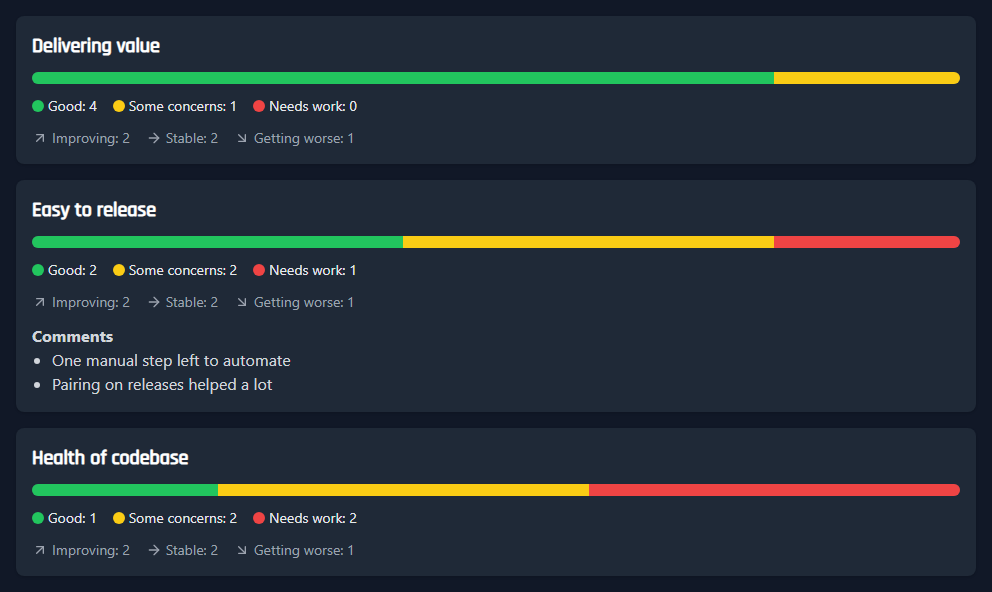 Delivering value
Good: 4 Some concerns: 1 Needs work: 0
Improving: 2 Stable: 2 Getting worse: 1
Easy to release
Good: 2 Some concerns: 2 Needs work: 1
Improving: 2 Stable: 2 Getting worse: 1
Comments
One manual step left to automate
Pairing on releases helped a lot
Health of codebase
Good: 1 Some concerns: 2 Needs work: 2
Improving: 2 Stable: 2 Getting worse: 1